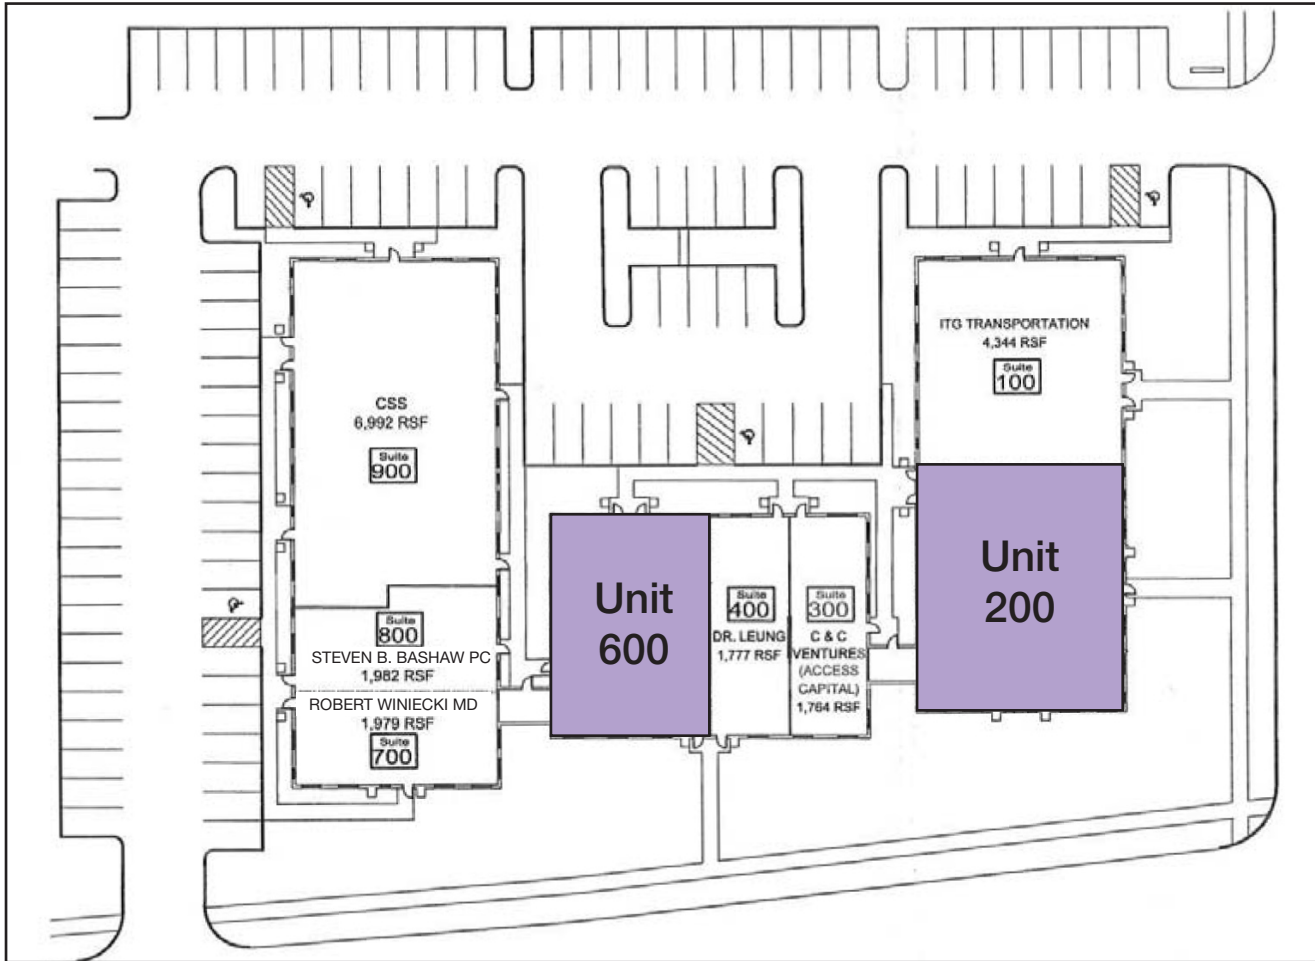 ITG TRANSPORTATION
4,344 RSF
Suite
100
CSS
6,992 RSF
Suite
900
Unit
200
Unit
600
Suite
400
DR. LEUNG
1,777 RSF
Suite
300
C & C
VENTURES
(ACCESS
CAPITAL)
1,764 RSF
Suite
800
STEVEN B. BASHAW PC
1,982 RSF
ROBERT WINIECKI MD
1,979 RSF
Suite
700